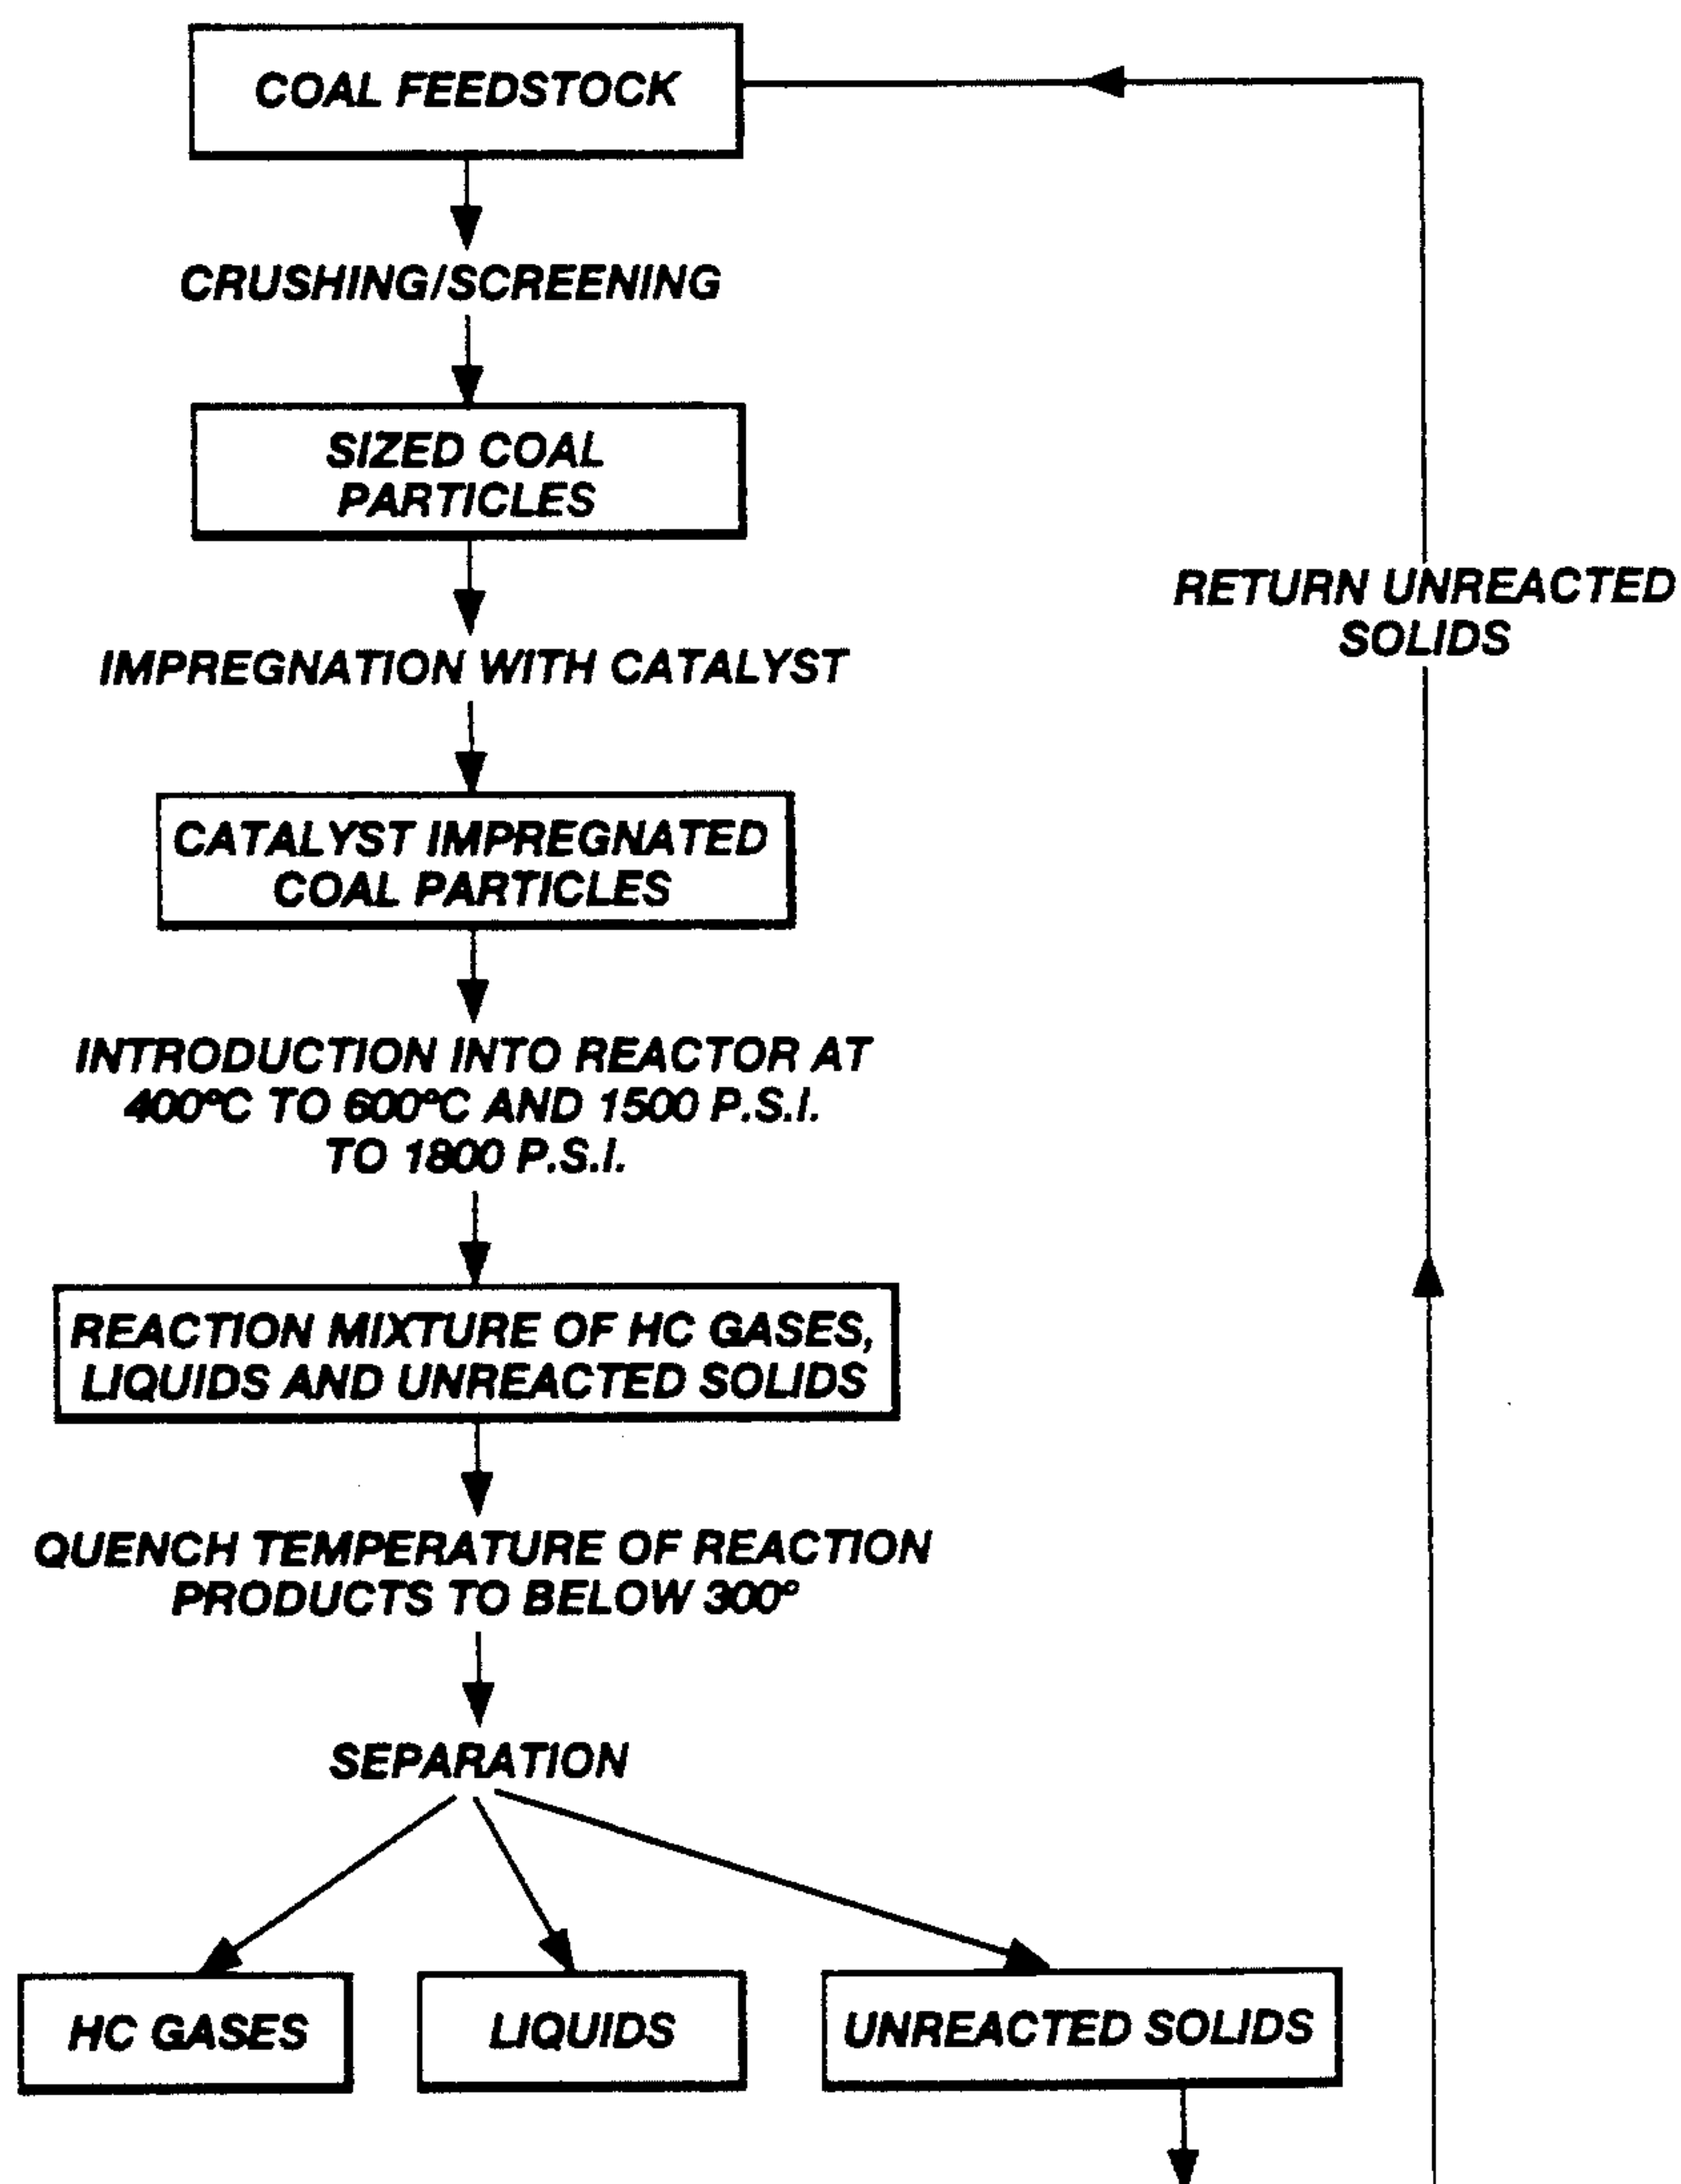 COAL FEEDSTOCK
CRUSHING/SCREENING
SIZED COAL
PARTICLES
RETURN UNREACTED
SOLIDS
IMPREGNATION WITH CATALYST
CATALYST IMPREGNATED
COAL PARTICLES
INTRODUCTION INTO REACTOR AT
400°C TO 600°C AND 1500 P.S.I.
TO 1800 P.S.I.
REACTION MIXTURE OF HC GASES,
LIQUIDS AND UNREACTED SOLIDS
QUENCH TEMPERATURE OF REACTION
PRODUCTS TO BELOW 300°
SEPARATION
HC GASES
LIQUIDS
UNREACTED SOLIDS